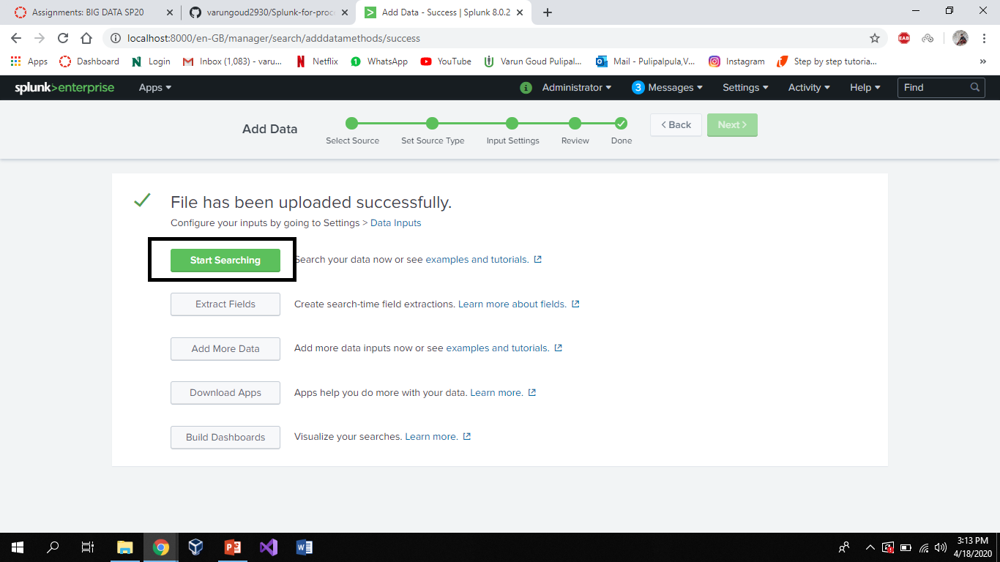 Assignments: BIG DATA SP20
varungoud2930/Splunk-for-proc
Add Data - Success | Splunk 8.0.2
localhost:8000/en-GB/manager/search/adddatamethods/success
EAB
Apps
Dashboard
Login
Inbox (1,083) - varu...
Netflix
1
WhatsApp
YouTube
Varun Goud Pulipal...
Mail - Pulipalpula,V...
Instagram
Step by step tutoria...
»
splunk>enterprise
Apps
i
Administrator
3 Messages
Settings
Activity
Help
Find
Add Data
Select Source
Set Source Type
Input Settings
Review
Done
< Back
Next >
File has been uploaded successfully.
Configure your inputs by going to Settings > Data Inputs
Start Searching
Search your data now or see examples and tutorials.
Extract Fields
Create search-time field extractions. Learn more about fields.
Add More Data
Add more data inputs now or see examples and tutorials.
Download Apps
Apps help you do more with your data. Learn more.
Build Dashboards
Visualize your searches. Learn more.
3:13 PM
4/18/2020